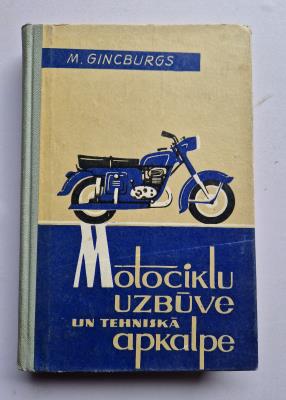 M. GINCBURGS
Motociklu
UZBŪVE
UN TEHNISKĀ
apkalpe